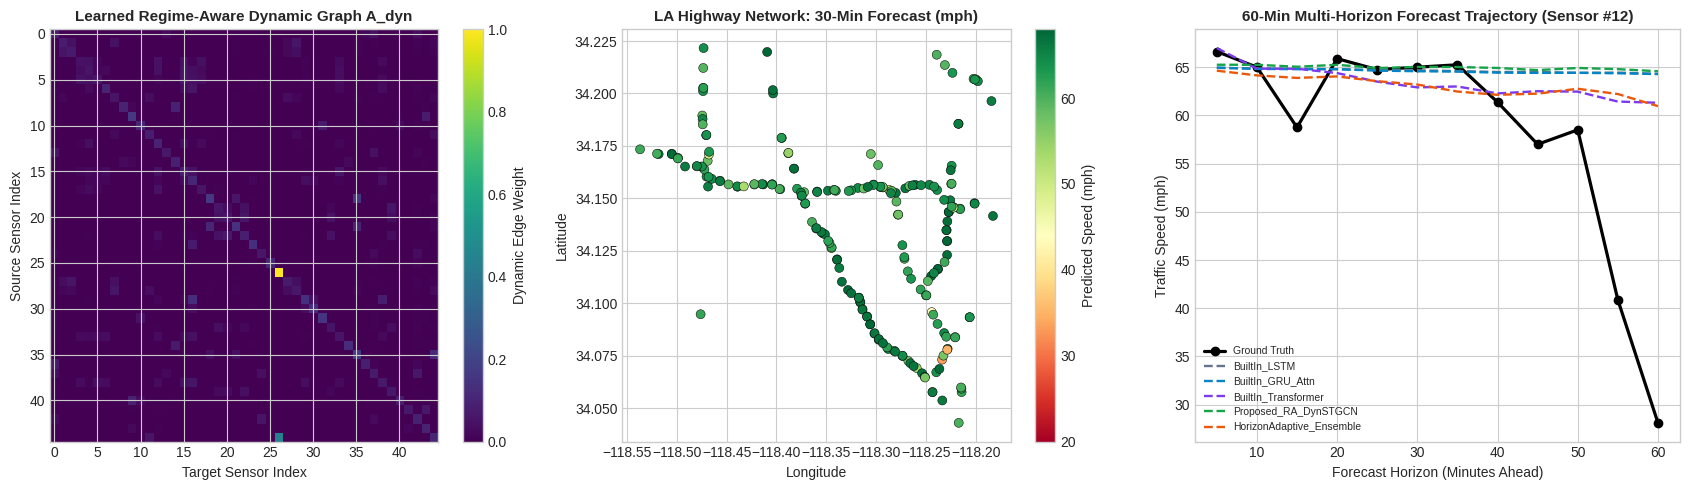 Learned Regime-Aware Dynamic Graph A_dyn
0
5
10
15
20
25
30
35
40
0 5 10 15 20 25 30 35 40
Source Sensor Index
Target Sensor Index
1.0
0.8
0.6
0.4
0.2
0.0
Dynamic Edge Weight
LA Highway Network: 30-Min Forecast (mph)
34.225
34.200
34.175
34.150
34.125
34.100
34.075
34.050
−118.55 −118.50 −118.45 −118.40 −118.35 −118.30 −118.25 −118.20
Latitude
Longitude
60
50
40
30
20
Predicted Speed (mph)
60-Min Multi-Horizon Forecast Trajectory (Sensor #12)
65
60
55
50
45
40
35
30
10 20 30 40 50 60
Traffic Speed (mph)
Forecast Horizon (Minutes Ahead)
Ground Truth
BuiltIn_LSTM
BuiltIn_GRU_Attn
BuiltIn_Transformer
Proposed_RA_DynSTGCN
HorizonAdaptive_Ensemble